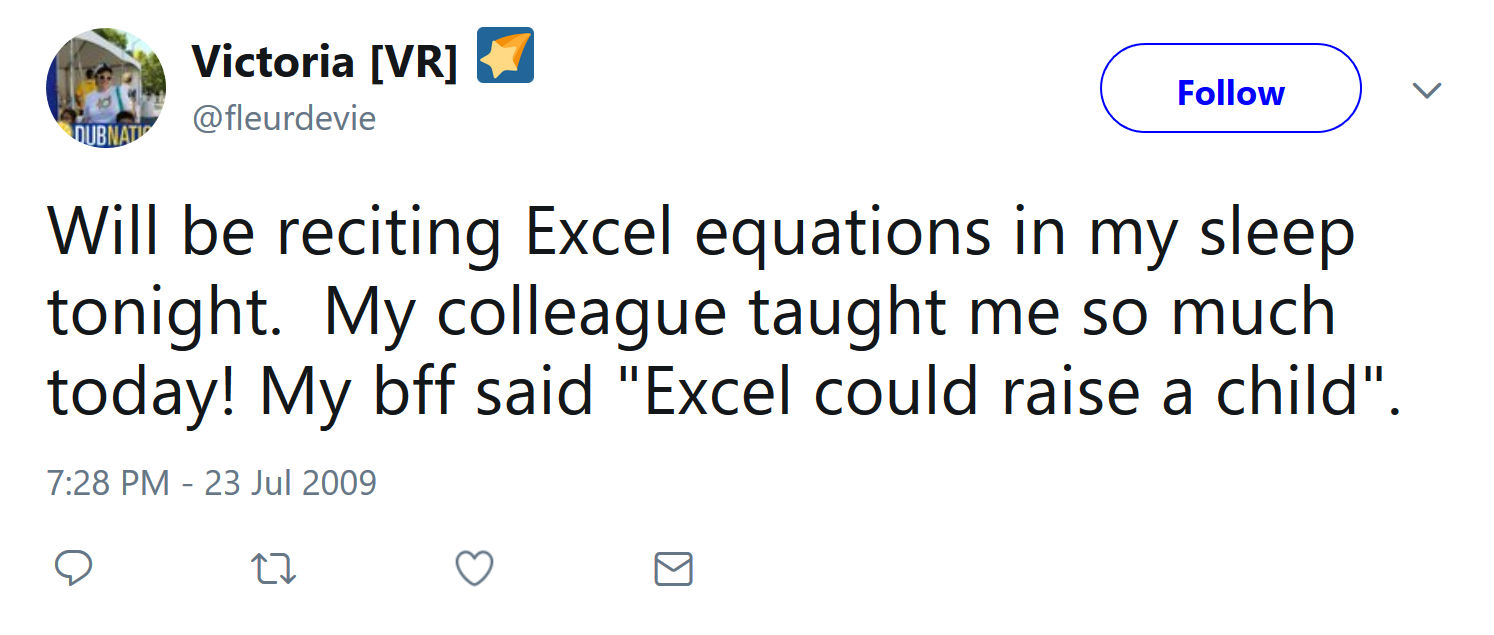 Victoria [VR]
@fleurdevie
Follow
DUBNATI
Will be reciting Excel equations in my sleep
tonight.  My colleague taught me so much
today! My bff said "Excel could raise a child".
7:28 PM - 23 Jul 2009